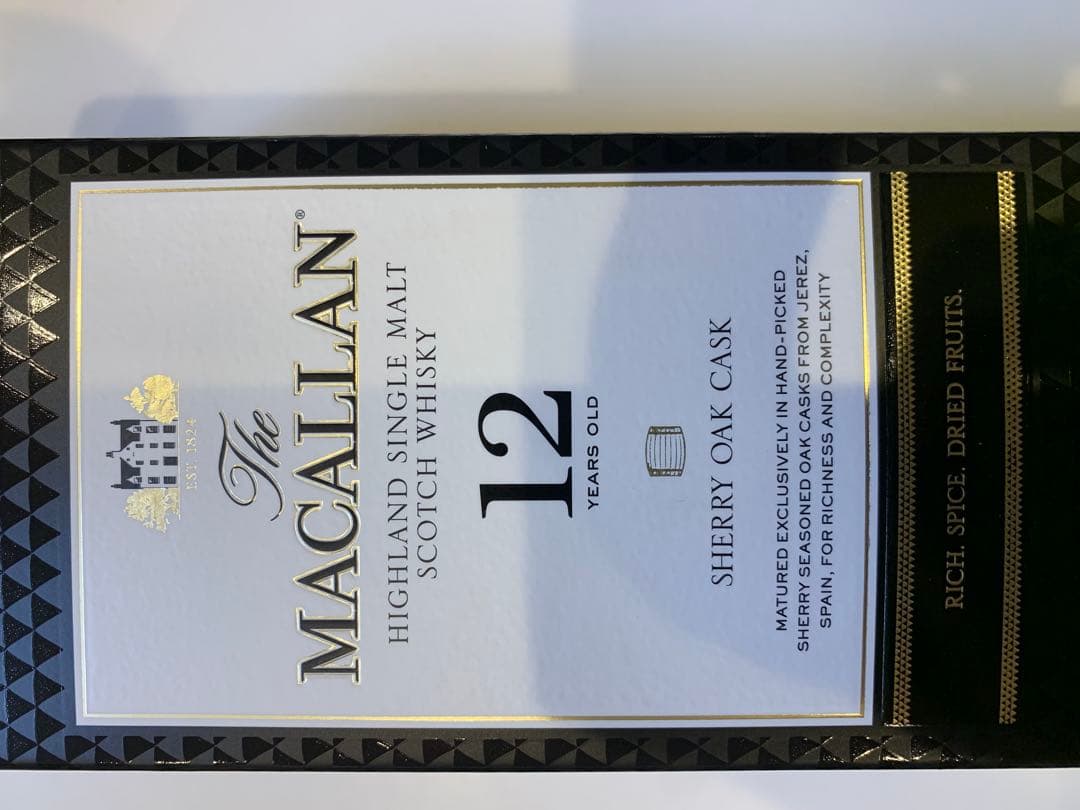 EST 1824
The
MACALLAN®
HIGHLAND SINGLE MALT
SCOTCH WHISKY
12
YEARS OLD
SHERRY OAK CASK
MATURED EXCLUSIVELY IN HAND-PICKED
SHERRY SEASONED OAK CASKS FROM JEREZ,
SPAIN, FOR RICHNESS AND COMPLEXITY
RICH. SPICE. DRIED FRUITS.